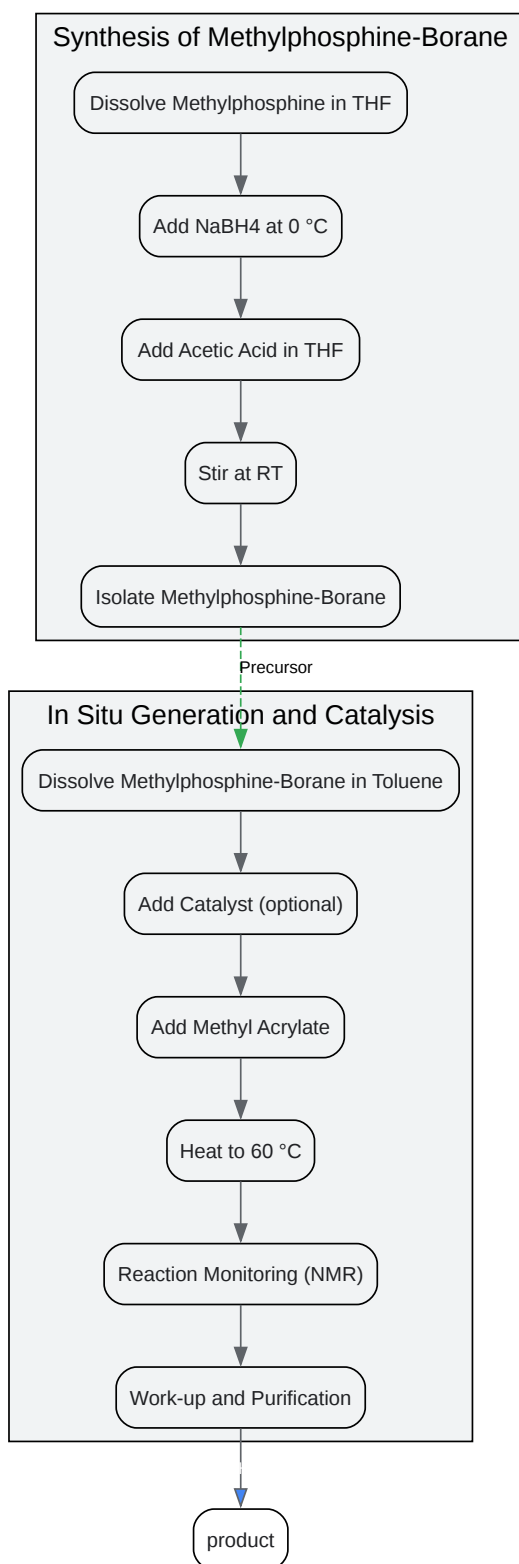 Synthesis of Methylphosphine-Borane
Dissolve Methylphosphine in THF
Add NaBH4 at 0 °C
Add Acetic Acid in THF
Stir at RT
Isolate Methylphosphine-Borane
Precursor
In Situ Generation and Catalysis
Dissolve Methylphosphine-Borane in Toluene
Add Catalyst (optional)
Add Methyl Acrylate
Heat to 60 °C
Reaction Monitoring (NMR)
Work-up and Purification
product